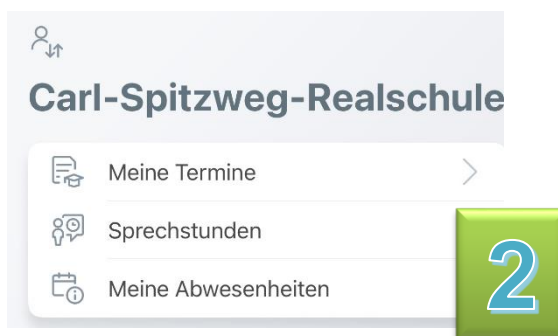 Carl-Spitzweg-Realschule
Meine Termine
Sprechstunden
Meine Abwesenheiten
2